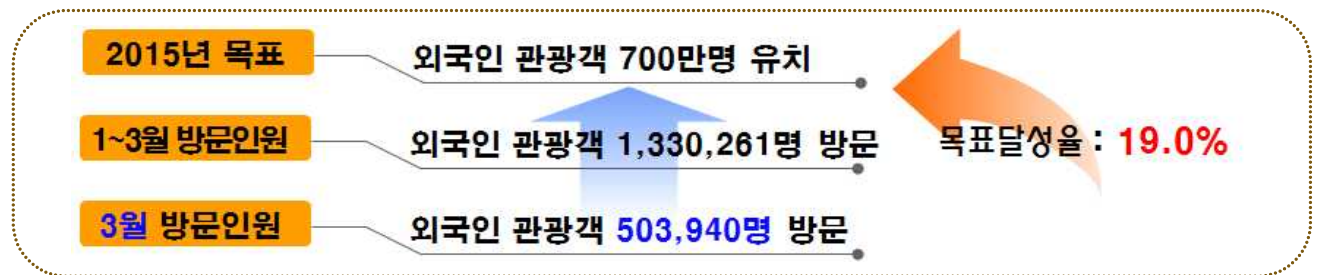 2015년 목표 외국인 관광객 700만명 유치
1~3월 방문인원 외국인 관광객 1,330,261명 방문 목표달성율 : 19.0%
3월 방문인원 외국인 관광객 503,940명 방문